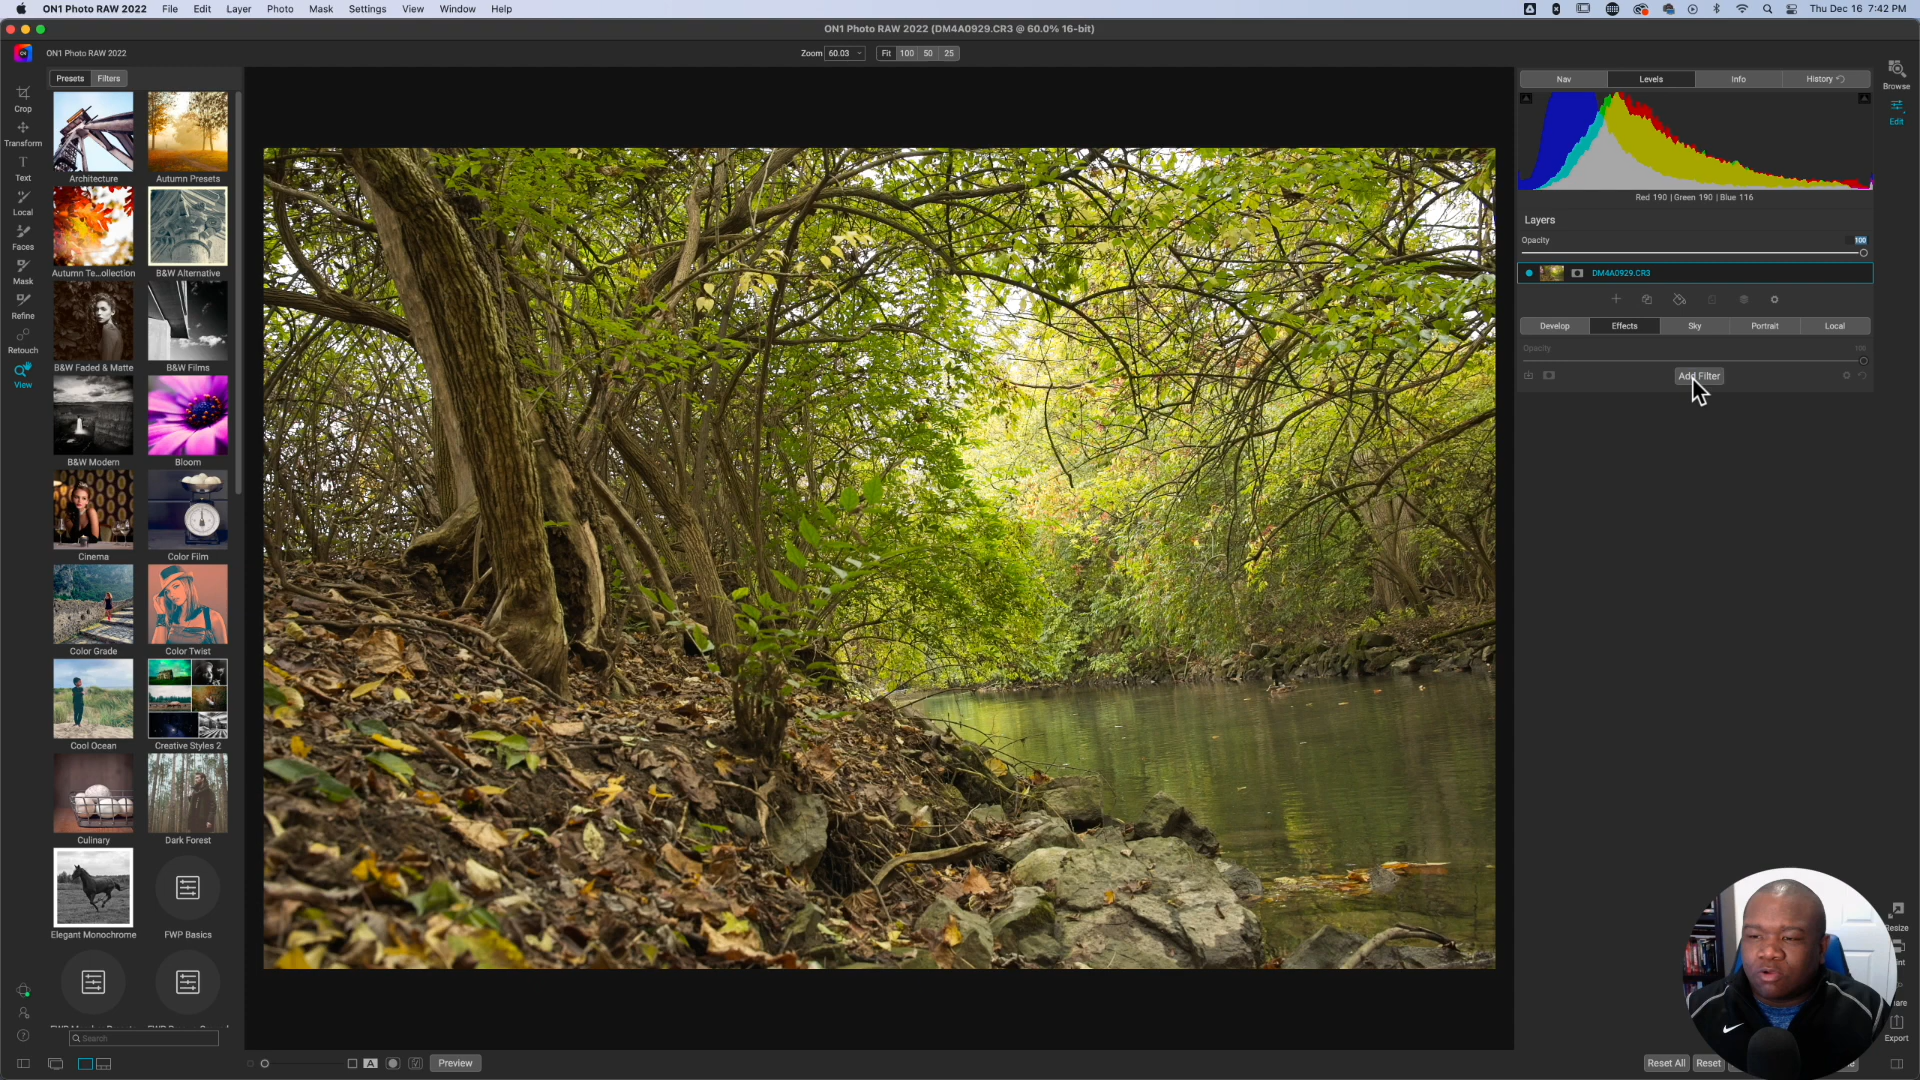 ON1 Photo RAW 2022 File Edit Layer Photo Mask Settings View Window Help Thu Dec 16 7:42 PM
ON1 Photo RAW 2022 (DM4A0929.CR3 @ 60.0% 16-bit)
ON1 Photo RAW 2022
Zoom 60.03 Fit 100 50 25
Presets Filters
Nav Levels Info History
Browse
Edit
Crop
Transform
Text
Local
Faces
Mask
Refine
Retouch
View
Architecture Autumn Presets
Autumn Te...ollection B&W Alternative
B&W Faded & Matte B&W Films
B&W Modern Bloom
Cinema Color Film
Color Grade Color Twist
Cool Ocean Creative Styles 2
Culinary Dark Forest
Elegant Monochrome FWP Basics
Search
Red 190 | Green 190 | Blue 116
Layers
Opacity 100
DM4A0929.CR3
Develop Effects Sky Portrait Local
Opacity 100
Add Filter
Export
A Preview
Reset All Reset